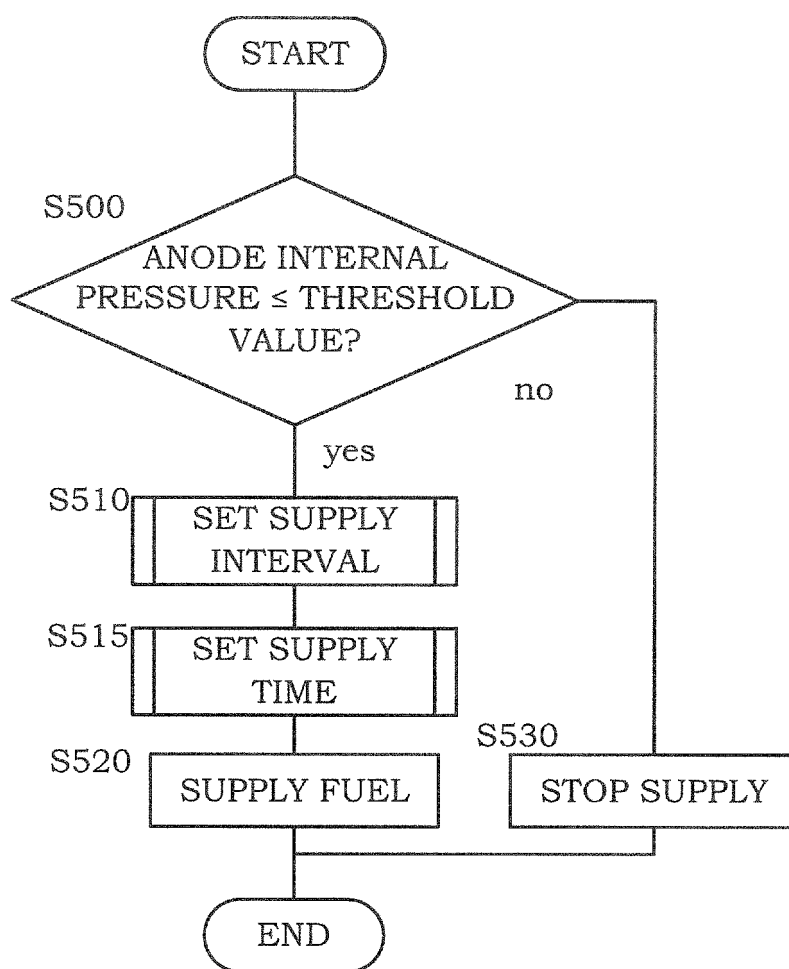 START
S500
ANODE INTERNAL
PRESSURE ≤ THRESHOLD
VALUE?
no
yes
S510
SET SUPPLY
INTERVAL
S515
SET SUPPLY
TIME
S520
SUPPLY FUEL
S530
STOP SUPPLY
END